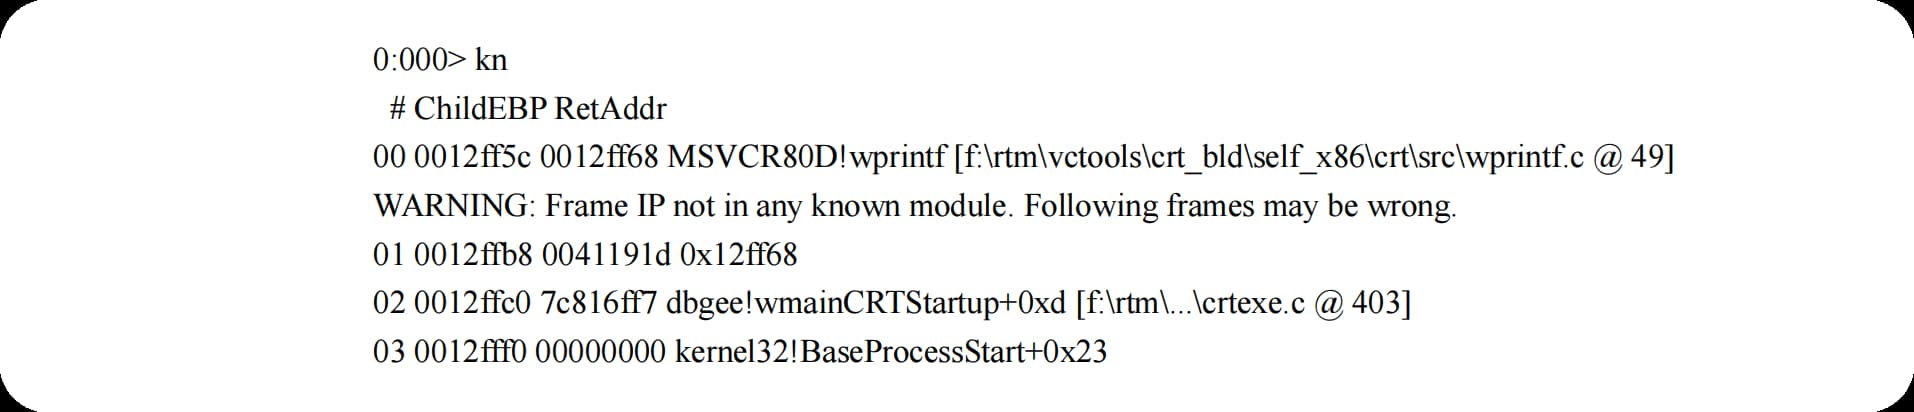 0:000> kn
# ChildEBP RetAddr
00 0012ff5c 0012ff68 MSVCR80D!wprintf [f:\rtm\vctools\crt_bld\self_x86\crt\src\wprintf.c @ 49]
WARNING: Frame IP not in any known module. Following frames may be wrong.
01 0012ffb8 0041191d 0x12ff68
02 0012ffc0 7c816ff7 dbgee!wmainCRTStartup+0xd [f:\rtm\...\crtexe.c @ 403]
03 0012fff0 00000000 kernel32!BaseProcessStart+0x23